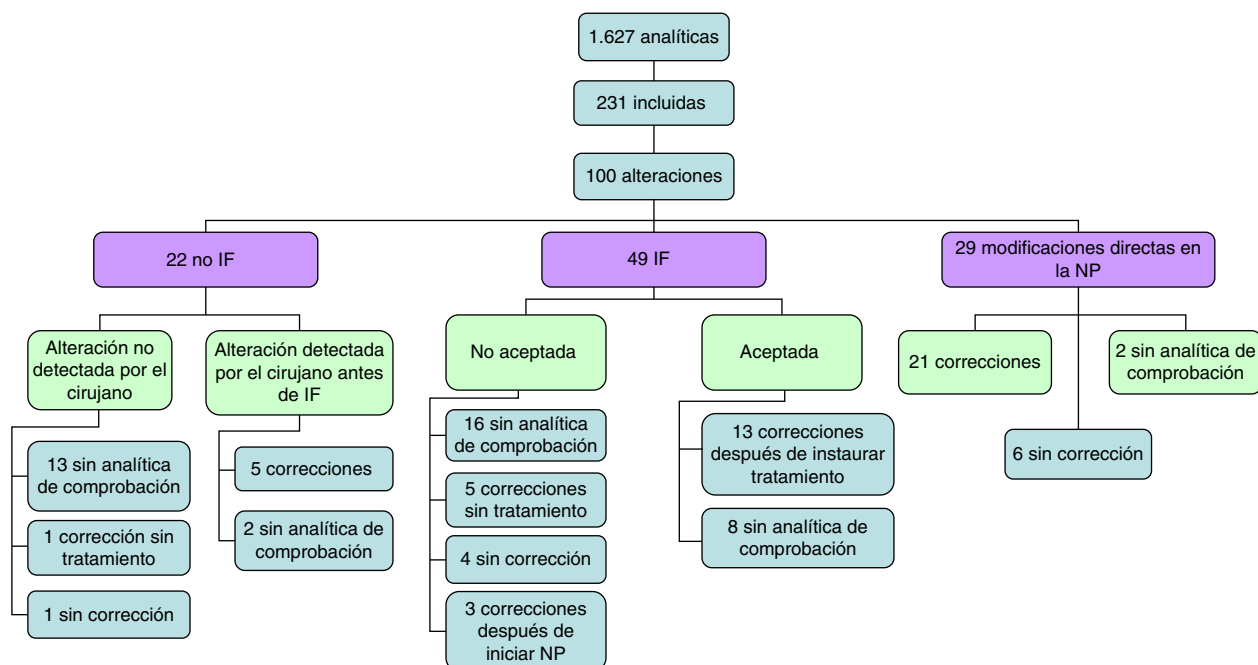 1.627 analíticas
231 incluidas
100 alteraciones
22 no IF
49 IF
29 modificaciones directas en
la NP
Alteración no
detectada por el
cirujano
Alteración detectada
por el cirujano antes
de IF
No aceptada
Aceptada
21 correcciones
2 sin analítica de
comprobación
13 sin analítica
de comprobación
1 corrección sin
tratamiento
1 sin corrección
5 correcciones
2 sin analítica de
comprobación
16 sin analítica
de comprobación
5 correcciones
sin tratamiento
4 sin corrección
3 correcciones
después de
iniciar NP
13 correcciones
después de instaurar
tratamiento
8 sin analítica de
comprobación
6 sin corrección